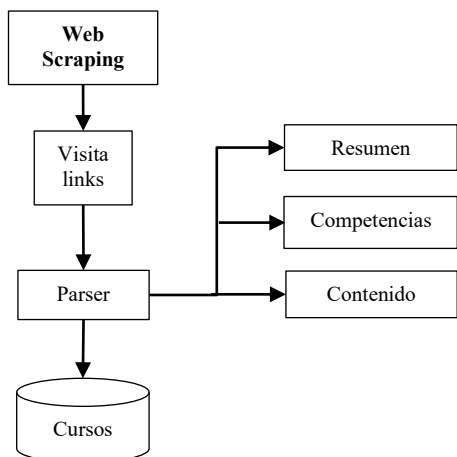 Web
Scraping
Visita
links
Resumen
Competencias
Parser
Contenido
Cursos